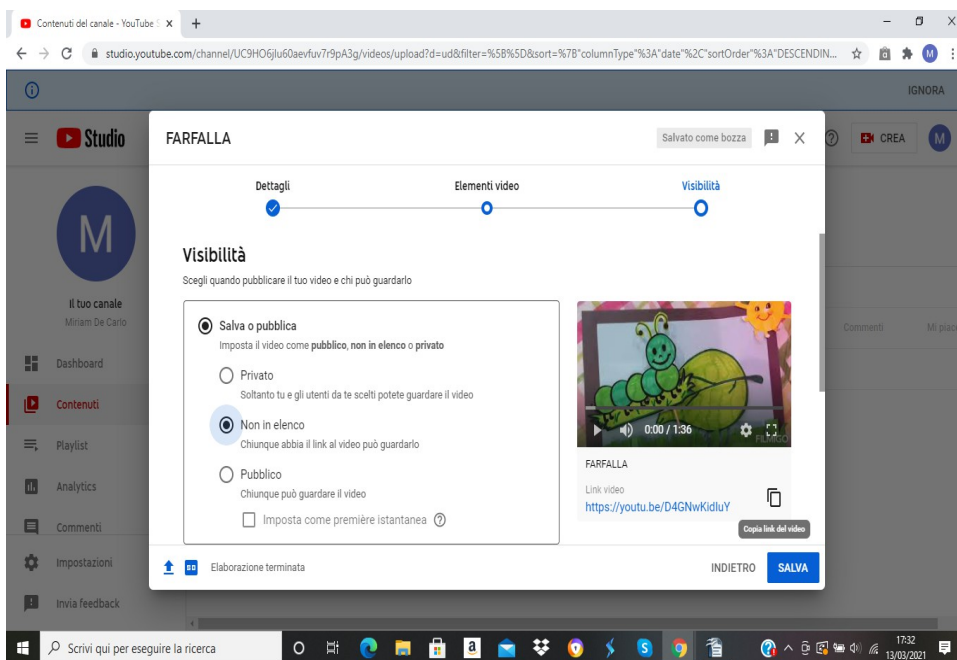 Contenuti del canale - YouTube S
studio.youtube.com/channel/UC9HO6jlu60aevfuv7r9pA3g/videos/upload?d=ud&filter=%5B%5D&sort=%7B"columnType"%3A"date"%2C"sortOrder"%3A"DESCENDIN...
M
IGNORA
Studio
FARFALLA
Salvato come bozza
CREA
M
Dettagli
Elementi video
Visibilità
M
Visibilità
Scegli quando pubblicare il tuo video e chi può guardarlo
Il tuo canale
Miriam De Carlo
Salva o pubblica
Imposta il video come pubblico, non in elenco o privato
Commenti
Mi piace
Dashboard
Privato
Soltanto tu e gli utenti da te scelti potete guardare il video
Contenuti
Non in elenco
Chiunque abbia il link al video può guardarlo
0:00 / 1:36
FILMIGO
Playlist
Pubblico
Chiunque può guardare il video
FARFALLA
Link video
https://youtu.be/D4GNwKidluY
Analytics
Imposta come première istantanea
Copia link del video
Commenti
Impostazioni
SD
Elaborazione terminata
INDIETRO
SALVA
Invia feedback
Scrivi qui per eseguire la ricerca
17:32
13/03/2021